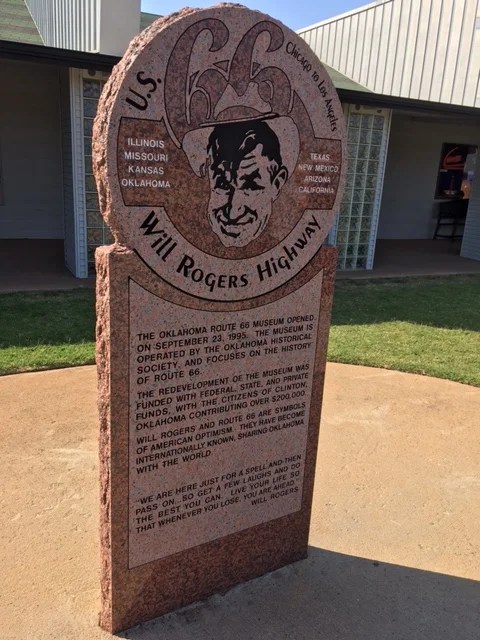 U.S. 66 Chicago to Los Angeles
ILLINOIS
MISSOURI
KANSAS
OKLAHOMA
TEXAS
NEW MEXICO
ARIZONA
CALIFORNIA
Will Rogers Highway
THE OKLAHOMA ROUTE 66 MUSEUM OPENED
ON SEPTEMBER 23, 1995. THE MUSEUM IS
OPERATED BY THE OKLAHOMA HISTORICAL
SOCIETY, AND FOCUSES ON THE HISTORY
OF ROUTE 66.
THE REDEVELOPMENT OF THE MUSEUM WAS
FUNDED WITH FEDERAL, STATE, AND PRIVATE
FUNDS, WITH THE CITIZENS OF CLINTON,
OKLAHOMA CONTRIBUTING OVER $200,000.
WILL ROGERS AND ROUTE 66 ARE SYMBOLS
OF AMERICAN OPTIMISM. THEY HAVE BECOME
INTERNATIONALLY KNOWN, SHARING OKLAHOMA
WITH THE WORLD.
"WE ARE HERE JUST FOR A SPELL AND THEN
PASS ON. SO GET A FEW LAUGHS AND DO
THE BEST YOU CAN. LIVE YOUR LIFE SO
THAT WHENEVER YOU LOSE, YOU ARE AHEAD."
WILL ROGERS